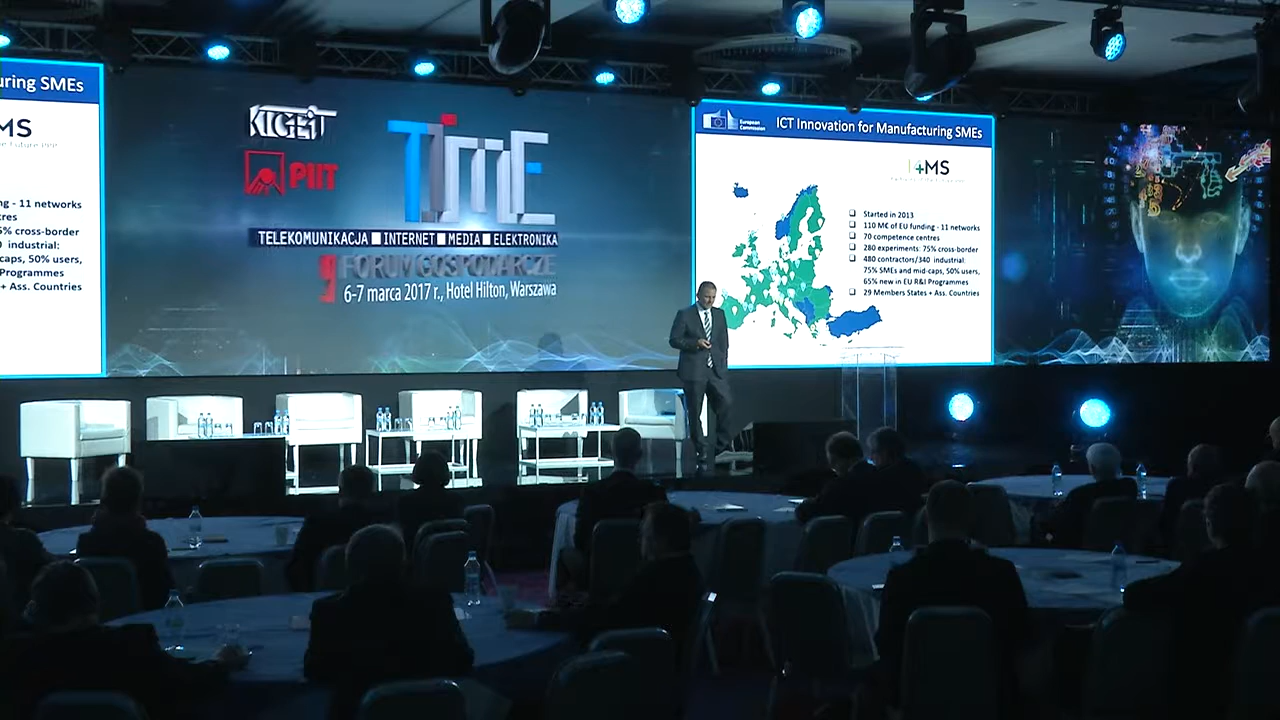 uring SMEs
MS
e Future PPP
ng - 11 networks
tres
5% cross-border
industrial:
caps, 50% users,
Programmes
+ Ass. Countries
KIGEiT
PIIT
TimE
TELEKOMUNIKACJA ■ INTERNET ■ MEDIA ■ ELEKTRONIKA
9 FORUM GOSPODARCZE
6-7 marca 2017 r., Hotel Hilton, Warszawa
European
Commission
ICT Innovation for Manufacturing SMEs
I4MS
❑ Started in 2013
❑ 110 M€ of EU funding - 11 networks
❑ 70 competence centres
❑ 280 experiments: 75% cross-border
❑ 480 contractors/340 industrial:
75% SMEs and mid-caps, 50% users,
65% new in EU R&I Programmes
❑ 29 Members States + Ass. Countries